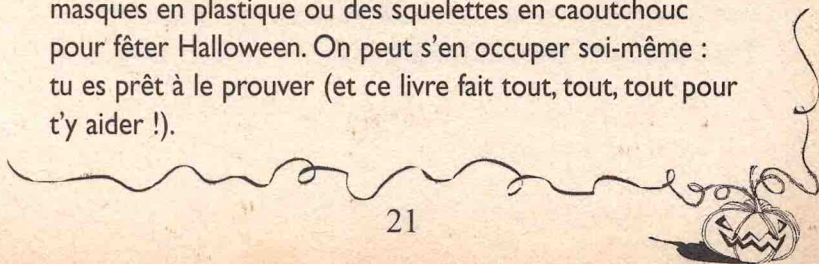 masques en plastique ou des squelettes en caoutchouc
pour fêter Halloween. On peut s'en occuper soi-même :
tu es prêt à le prouver (et ce livre fait tout, tout, tout pour
t'y aider !).
21